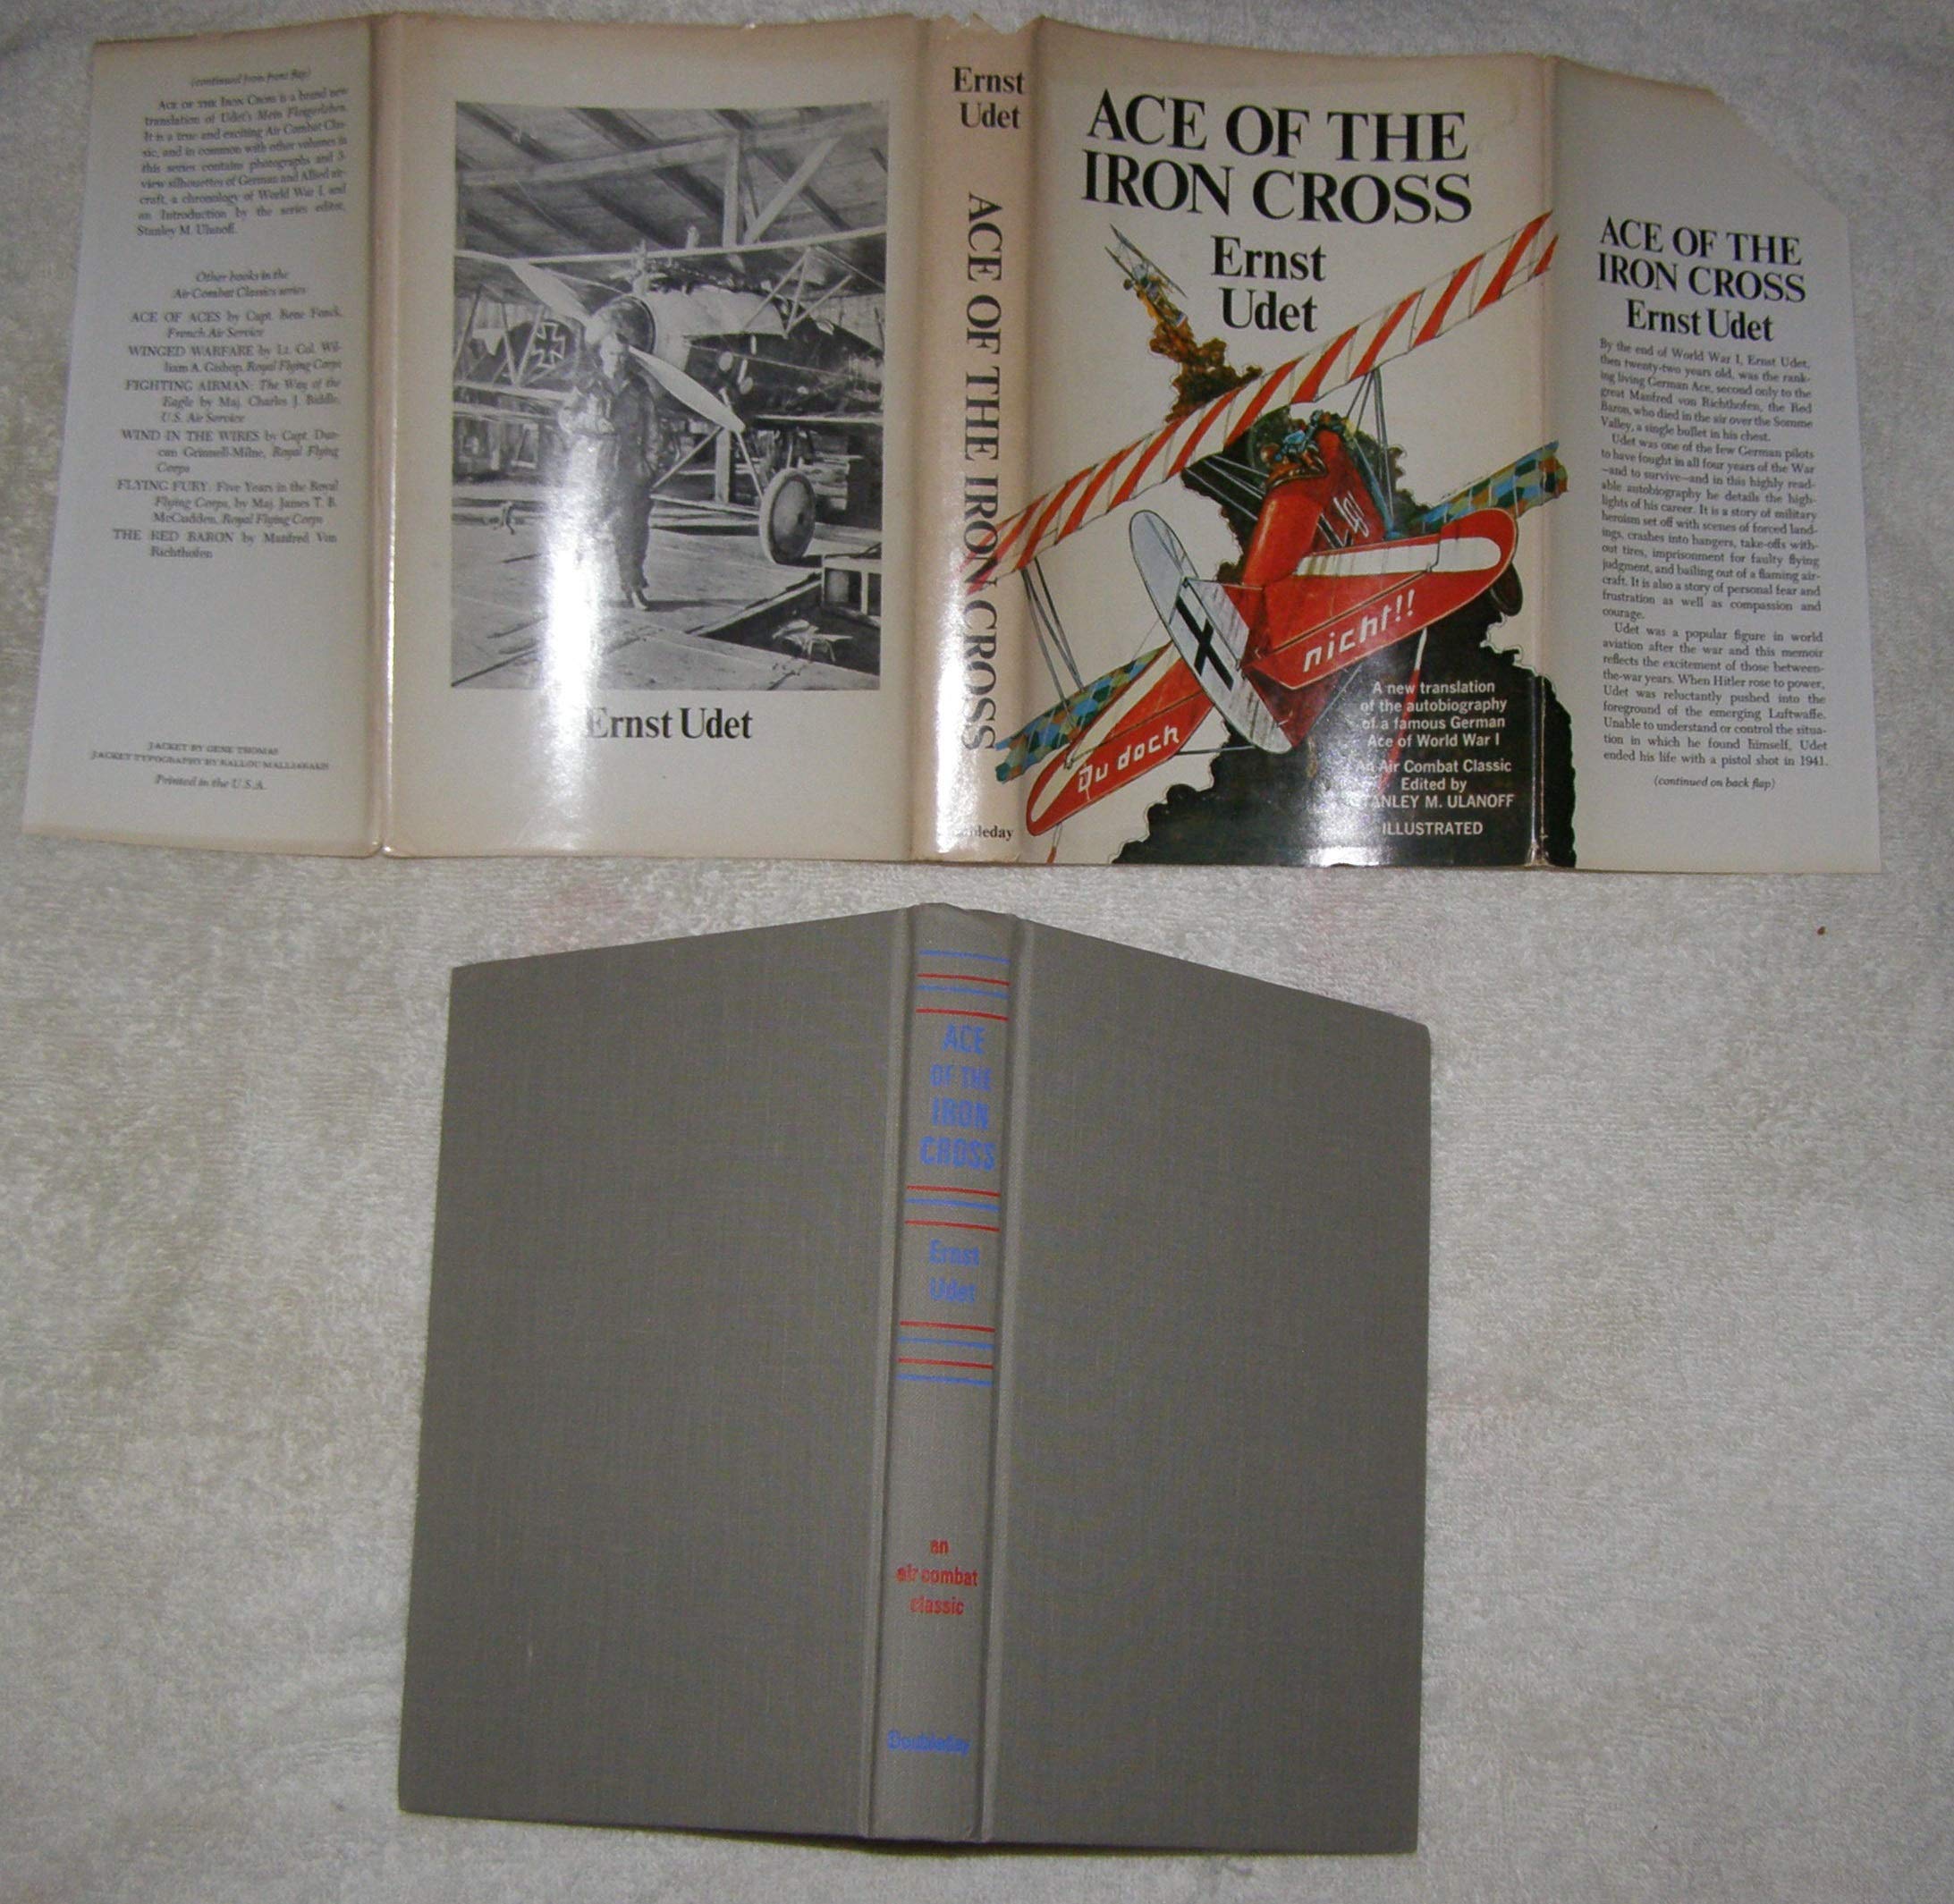 (continued from front flap)
ACE OF THE IRON CROSS is a brand new
translation of Udet's Mein Fliegerleben.
It is a true and exciting Air Combat Clas-
sic, and in common with other volumes in
this series contains photographs and 3-
view silhouettes of German and Allied air-
craft, a chronology of World War I, and
an Introduction by the series editor,
Stanley M. Ulanoff.
Other books in the
Air Combat Classics series
ACE OF ACES by Capt. Rene Fonck,
French Air Service
WINGED WARFARE by Lt. Col. Wil-
liam A. Bishop, Royal Flying Corps
FIGHTING AIRMAN: The Way of the
Eagle by Maj. Charles J. Biddle,
U.S. Air Service
WIND IN THE WIRES by Capt. Dun-
can Grinnell-Milne, Royal Flying
Corps
FLYING FURY: Five Years in the Royal
Flying Corps, by Maj. James T. B.
McCudden, Royal Flying Corps
THE RED BARON by Manfred Von
Richthofen
JACKET BY GENE THOMAS
JACKET TYPOGRAPHY BY
Printed in the U.S.A.
Ernst Udet
Ernst
Udet
ACE OF THE IRON CROSS
Doubleday
ACE OF THE
IRON CROSS
Ernst
Udet
Lo!
nicht!!
Du doch
A new translation
of the autobiography
of a famous German
Ace of World War I
An Air Combat Classic
Edited by
STANLEY M. ULANOFF
ILLUSTRATED
ACE OF THE
IRON CROSS
Ernst Udet
By the end of World War I, Ernst Udet,
then twenty-two years old, was the rank-
ing living German Ace, second only to the
great Manfred von Richthofen, the Red
Baron, who died in the air over the Somme
Valley, a single bullet in his chest.
Udet was one of the few German pilots
to have fought in all four years of the War
—and to survive—and in this highly read-
able autobiography he details the high-
lights of his career. It is a story of military
heroism set off with scenes of forced land-
ings, crashes into hangers, take-offs with-
out tires, imprisonment for faulty flying
judgment, and bailing out of a flaming air-
craft. It is also a story of personal fear and
frustration as well as compassion and
courage.
Udet was a popular figure in world
aviation after the war and this memoir
reflects the excitement of those between-
the-war years. When Hitler rose to power,
Udet was reluctantly pushed into the
foreground of the emerging Luftwaffe.
Unable to understand or control the situa-
tion in which he found himself, Udet
ended his life with a pistol shot in 1941.
(continued on back flap)
ACE
OF THE
IRON
CROSS
Ernst
Udet
an
air combat
classic
Doubleday